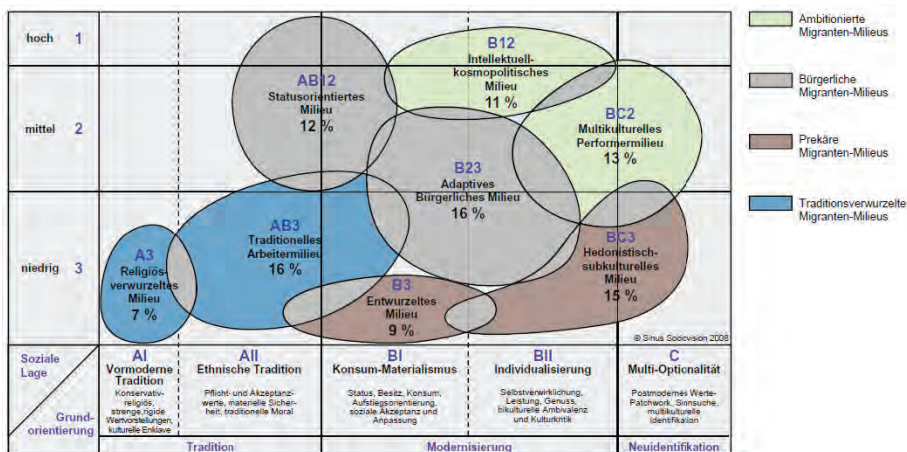 hoch 1
mittel 2
niedrig 3
AB12
Statusorientiertes
Milieu
12 %
B12
Intellektuell-
kosmopolitisches
Milieu
11 %
BC2
Multikulturelles
Performermilieu
13 %
B23
Adaptives
Bürgerliches Milieu
16 %
AB3
Traditionelles
Arbeitermilieu
16 %
A3
Religiös-
verwurzeltes
Milieu
7 %
B3
Entwurzeltes
Milieu
9 %
BC3
Hedonistisch-
subkulturelles
Milieu
15 %
© Sinus Sociovision 2008
Soziale
Lage
Grund-
orientierung
AI
Vormoderne
Tradition
Konservativ-
religiös,
strenge, rigide
Wertvorstellungen,
kulturelle Enklave
AII
Ethnische Tradition
Pflicht- und Akzeptanz-
werte, materielle Sicher-
heit, traditionelle Moral
BI
Konsum-Materialismus
Status, Besitz, Konsum,
Aufstiegsorientierung,
soziale Akzeptanz und
Anpassung
BII
Individualisierung
Selbstverwirklichung,
Leistung, Genuss,
bikulturelle Ambivalenz
und Kulturkritik
C
Multi-Optionalität
Postmodernes Werte-
Patchwork, Sinnsuche,
multikulturelle
Identifikation
Tradition
Modernisierung
Neuidentifikation
Ambitionierte
Migranten-Milieus
Bürgerliche
Migranten-Milieus
Prekäre
Migranten-Milieus
Traditionsverwurzelte
Migranten-Milieus